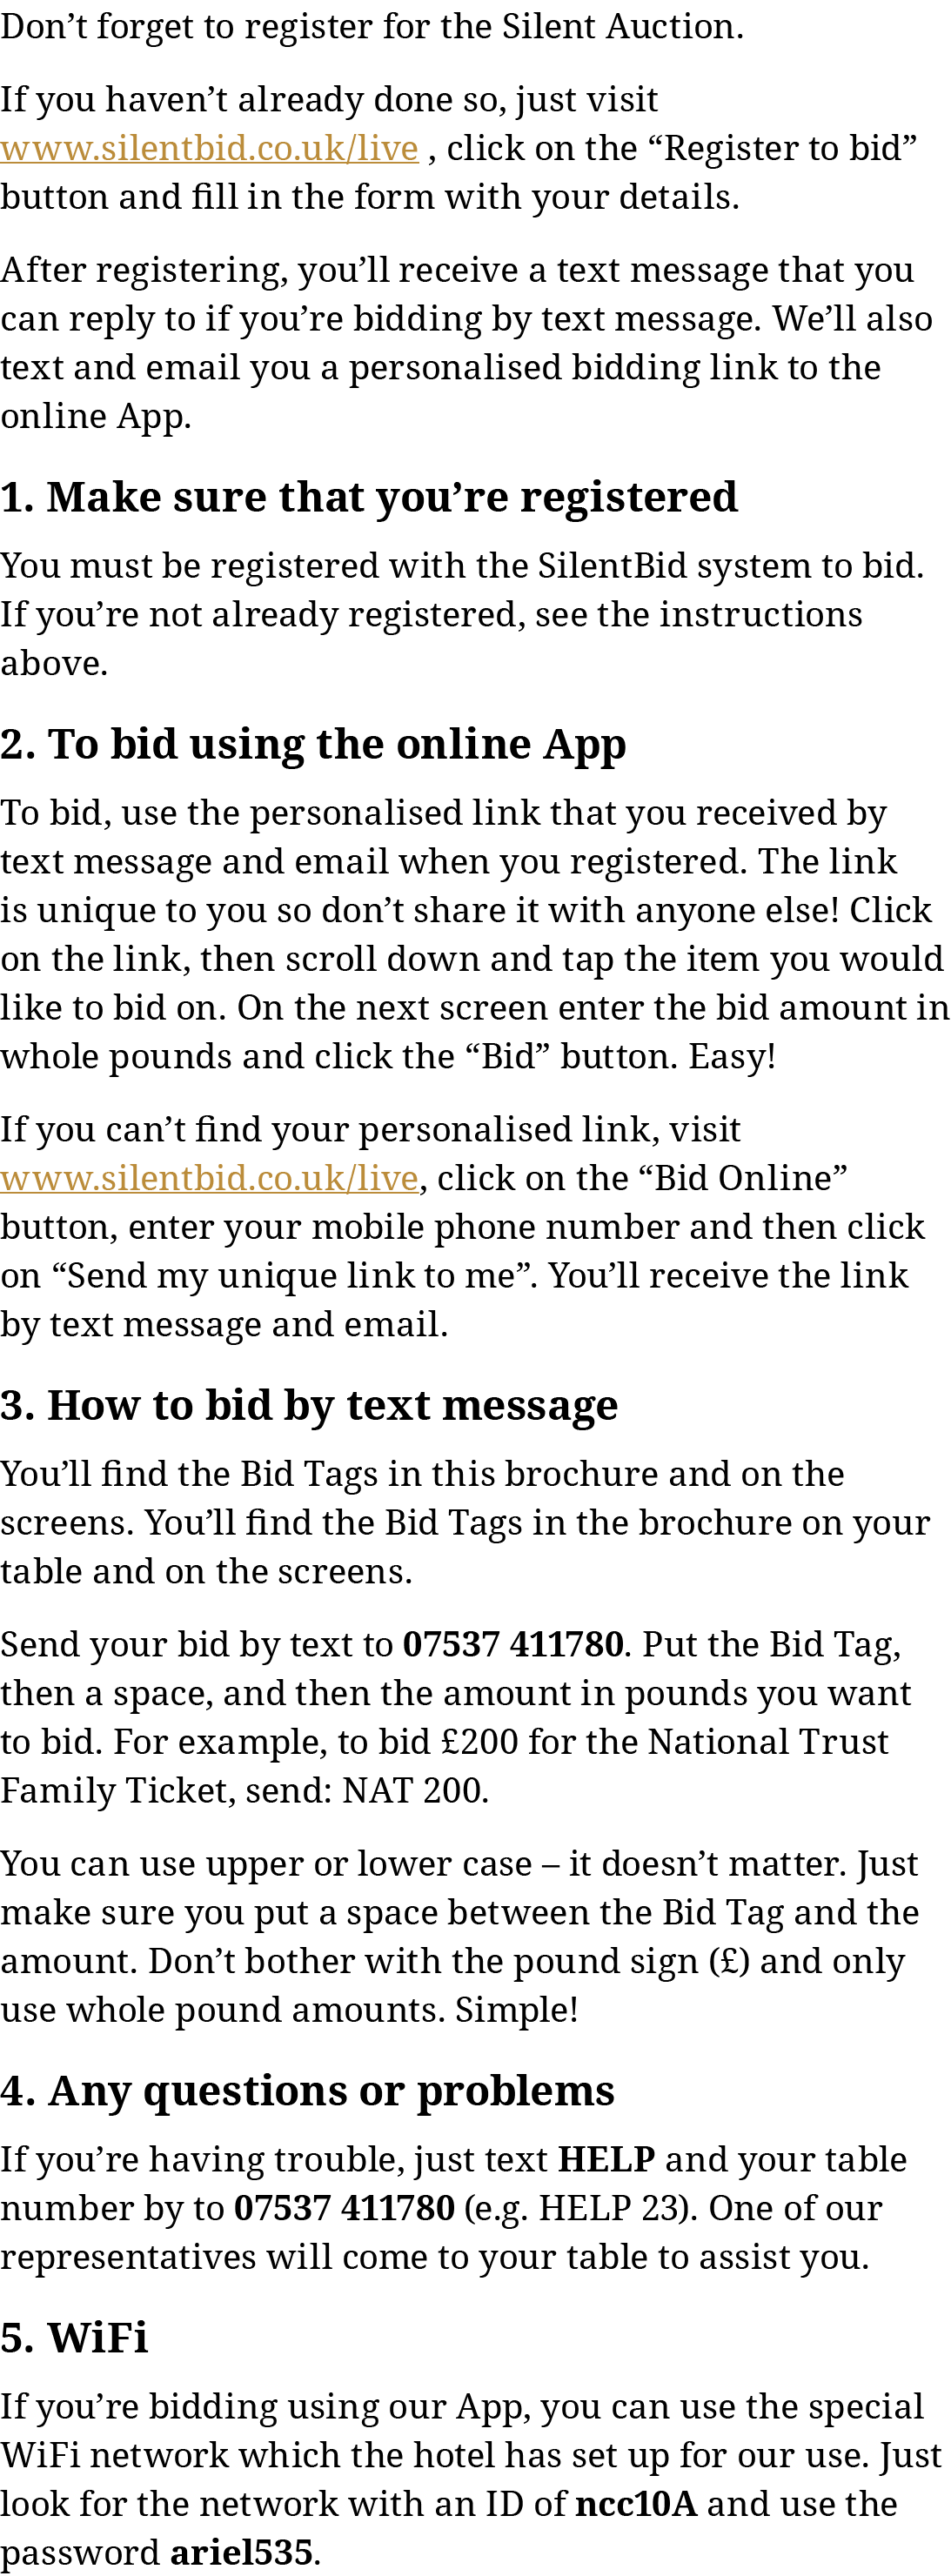 Don’t forget to register for the Silent Auction.
If you haven’t already done so, just visit
www.silentbid.co.uk/live , click on the “Register to bid”
button and fill in the form with your details.
After registering, you’ll receive a text message that you
can reply to if you’re bidding by text message. We’ll also
text and email you a personalised bidding link to the
online App.
1. Make sure that you’re registered
You must be registered with the SilentBid system to bid.
If you’re not already registered, see the instructions
above.
2. To bid using the online App
To bid, use the personalised link that you received by
text message and email when you registered. The link
is unique to you so don’t share it with anyone else! Click
on the link, then scroll down and tap the item you would
like to bid on. On the next screen enter the bid amount in
whole pounds and click the “Bid” button. Easy!
If you can’t find your personalised link, visit
www.silentbid.co.uk/live, click on the “Bid Online”
button, enter your mobile phone number and then click
on “Send my unique link to me”. You’ll receive the link
by text message and email.
3. How to bid by text message
You’ll find the Bid Tags in this brochure and on the
screens. You’ll find the Bid Tags in the brochure on your
table and on the screens.
Send your bid by text to 07537 411780. Put the Bid Tag,
then a space, and then the amount in pounds you want
to bid. For example, to bid £200 for the National Trust
Family Ticket, send: NAT 200.
You can use upper or lower case – it doesn’t matter. Just
make sure you put a space between the Bid Tag and the
amount. Don’t bother with the pound sign (£) and only
use whole pound amounts. Simple!
4. Any questions or problems
If you’re having trouble, just text HELP and your table
number by to 07537 411780 (e.g. HELP 23). One of our
representatives will come to your table to assist you.
5. WiFi
If you’re bidding using our App, you can use the special
WiFi network which the hotel has set up for our use. Just
look for the network with an ID of ncc10A and use the
password ariel535.